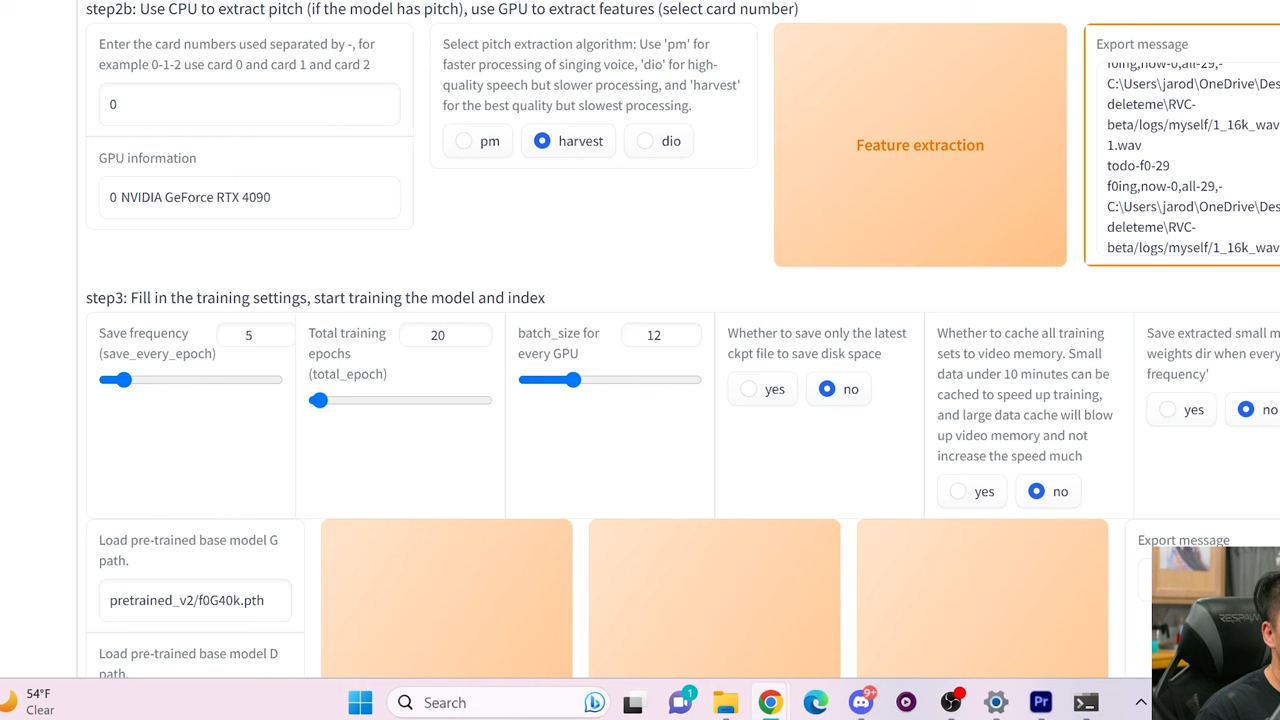 step2b: Use CPU to extract pitch (if the model has pitch), use GPU to extract features (select card number)
Enter the card numbers used separated by -, for
example 0-1-2 use card 0 and card 1 and card 2
0
GPU information
0 NVIDIA GeForce RTX 4090
Select pitch extraction algorithm: Use 'pm' for
faster processing of singing voice, 'dio' for high-
quality speech but slower processing, and 'harvest'
for the best quality but slowest processing.
pm
harvest
dio
Feature extraction
Export message
f0ing,now-0,all-29,-
C:\Users\jarod\OneDrive\Des
deleteme\RVC-
beta/logs/myself/1_16k_wav
1.wav
todo-f0-29
f0ing,now-0,all-29,-
C:\Users\jarod\OneDrive\Des
deleteme\RVC-
beta/logs/myself/1_16k_wav
step3: Fill in the training settings, start training the model and index
Save frequency
(save_every_epoch)
5
Total training
epochs
(total_epoch)
20
batch_size for
every GPU
12
Whether to save only the latest
ckpt file to save disk space
yes
no
Whether to cache all training
sets to video memory. Small
data under 10 minutes can be
cached to speed up training,
and large data cache will blow
up video memory and not
increase the speed much
yes
no
Save extracted small m
weights dir when every
frequency'
yes
no
Load pre-trained base model G
path.
pretrained_v2/f0G40k.pth
Load pre-trained base model D
path.
Export message
RESPAW
54°F
Clear
Search
1
9+
Pr